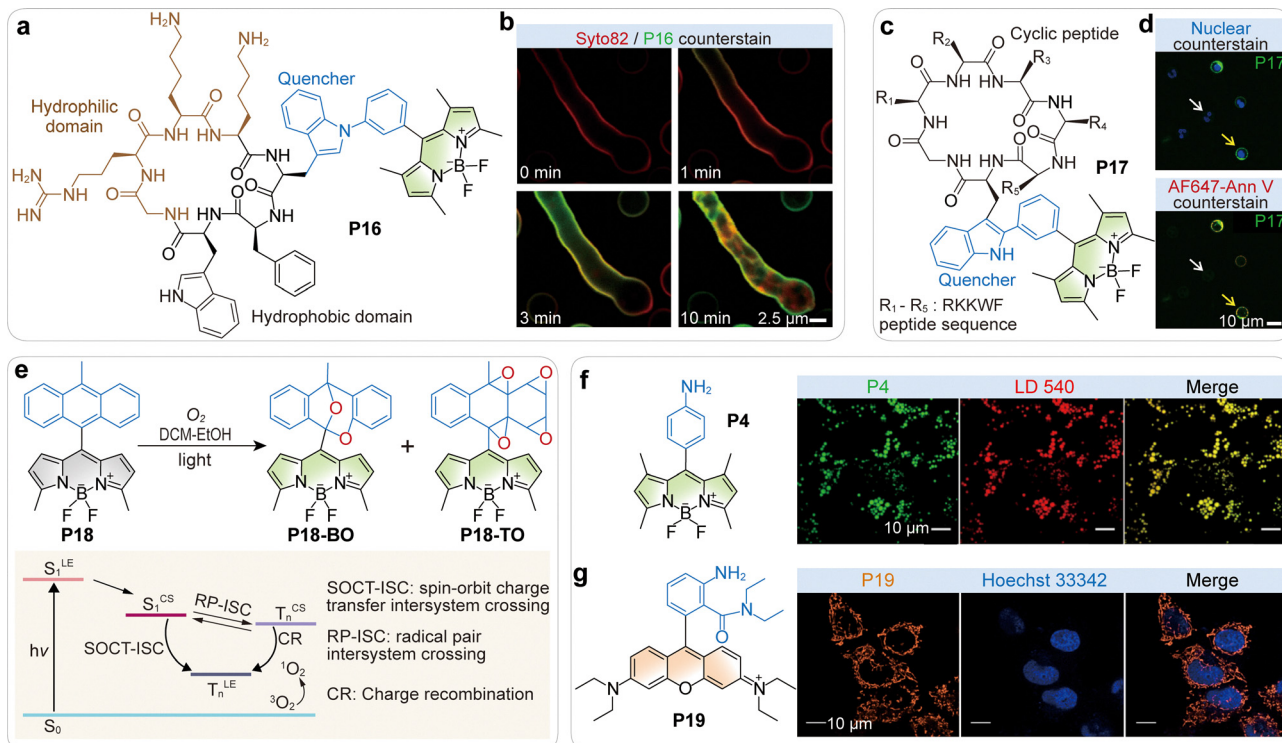 a
H₂N
NH₂
H₂N
Hydrophilic
domain
Quencher
O
O
NH
HN
HN
O
NH
N
N
N⁺
B⁻
F
F
NH
NH₂
HN
O
O
NH
O
NH
H
N
O
NH
O
P16
HN
Hydrophobic domain
b
Syto82 / P16 counterstain
0 min
1 min
3 min
10 min
2.5 µm
c
Cyclic peptide
R₂
O
H
N
R₃
O
NH
NH
O
R₁
NH
R₄
O
O
NH
H
N
O
NH
O
R₅
P17
NH
Quencher
N
N⁺
B⁻
F
F
R₁ - R₅ : RKKWF
peptide sequence
d
Nuclear
counterstain
P17
AF647-Ann V
counterstain
P17
10 µm
e
O₂
DCM-EtOH
light
O
O
+
O
O
O
O
N
N⁺
B⁻
F
F
N
N⁺
B⁻
F
F
N
N⁺
B⁻
F
F
P18
P18-BO
P18-TO
S₁ᴸᴱ
S₁ᶜˢ
RP-ISC
Tₙᶜˢ
SOCT-ISC
CR
hν
Tₙᴸᴱ
¹O₂
³O₂
S₀
SOCT-ISC: spin-orbit charge
transfer intersystem crossing
RP-ISC: radical pair
intersystem crossing
CR: Charge recombination
f
NH₂
P4
N
N⁺
B⁻
F
F
P4
LD 540
Merge
10 µm
g
NH₂
N
O
N
O
N⁺
P19
P19
Hoechst 33342
Merge
10 µm